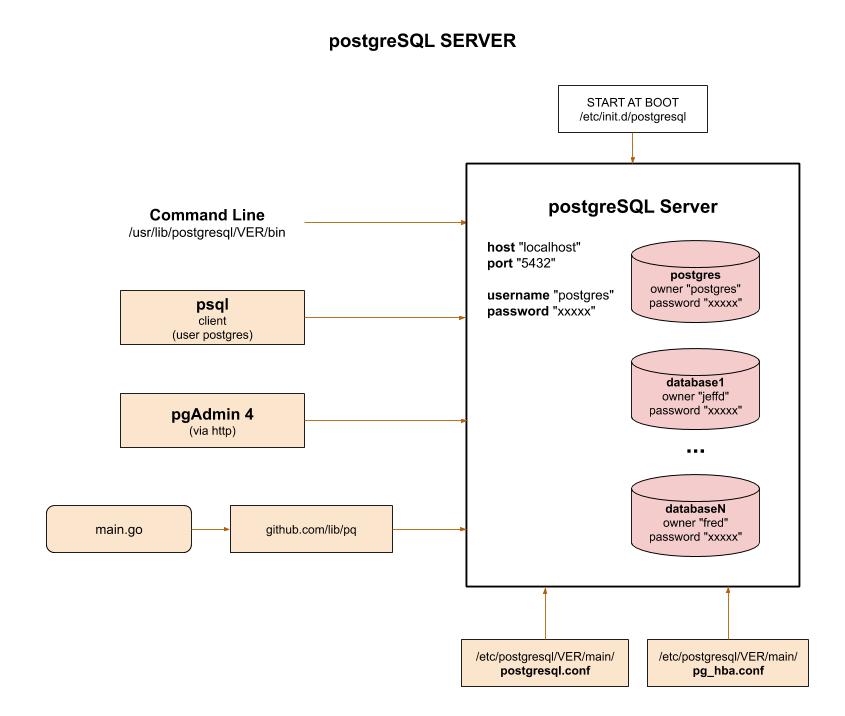 postgreSQL SERVER
START AT BOOT
/etc/init.d/postgresql
postgreSQL Server
Command Line
/usr/lib/postgresql/VER/bin
host "localhost"
port "5432"
username "postgres"
password "xxxxx"
postgres
owner "postgres"
password "xxxxx"
psql
client
(user postgres)
database1
owner "jeffd"
password "xxxxx"
pgAdmin 4
(via http)
...
main.go
github.com/lib/pq
databaseN
owner "fred"
password "xxxxx"
/etc/postgresql/VER/main/
postgresql.conf
/etc/postgresql/VER/main/
pg_hba.conf